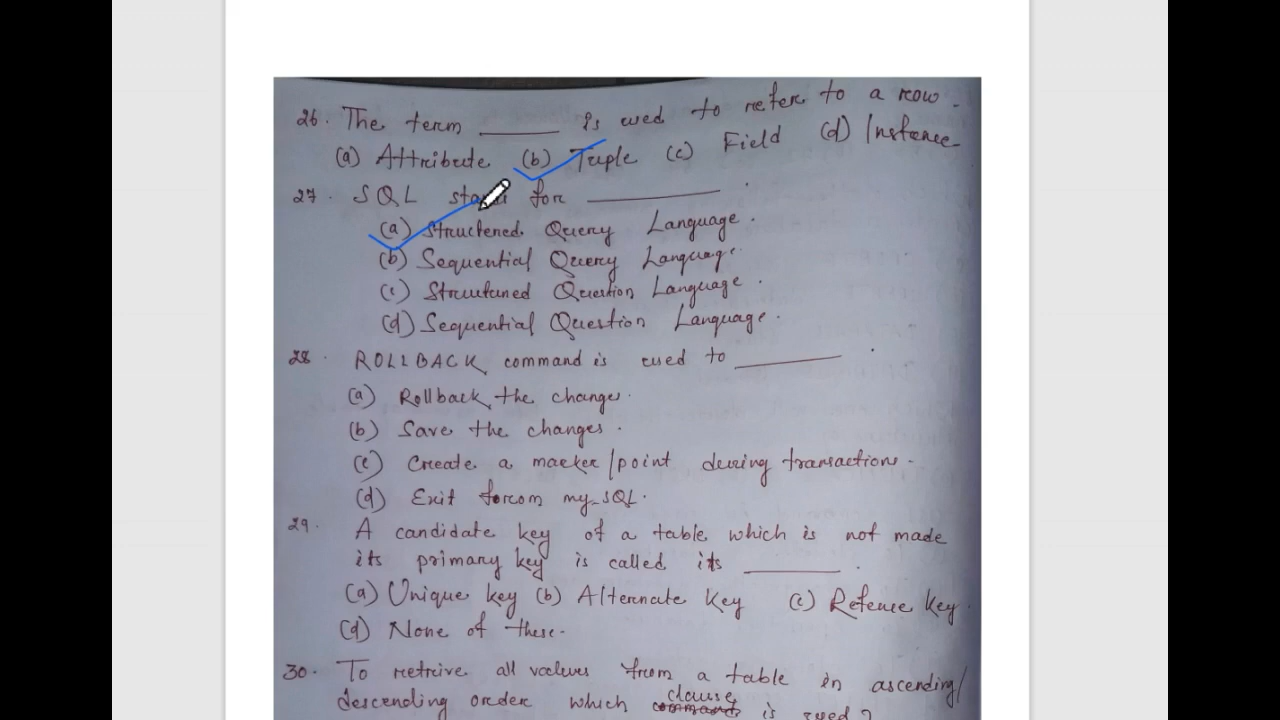 26. The term ______ is used to refer to a row.
(a) Attribute (b) Tuple (c) Field (d) Instance
27. SQL stand for ______.
(a) Structured Query Language.
(b) Sequential Query Language.
(c) Structured Question Language.
(d) Sequential Question Language.
28. ROLLBACK command is used to ______.
(a) Rollback the changes.
(b) Save the changes.
(c) Create a marker/point during transactions.
(d) Exit from my-SQL.
29. A candidate key of a table which is not made
its primary key is called its ______.
(a) Unique key (b) Alternate Key (c) Refence Key.
(d) None of these.
30. To retrive all values from a table in ascending/
descending order which clause is used?